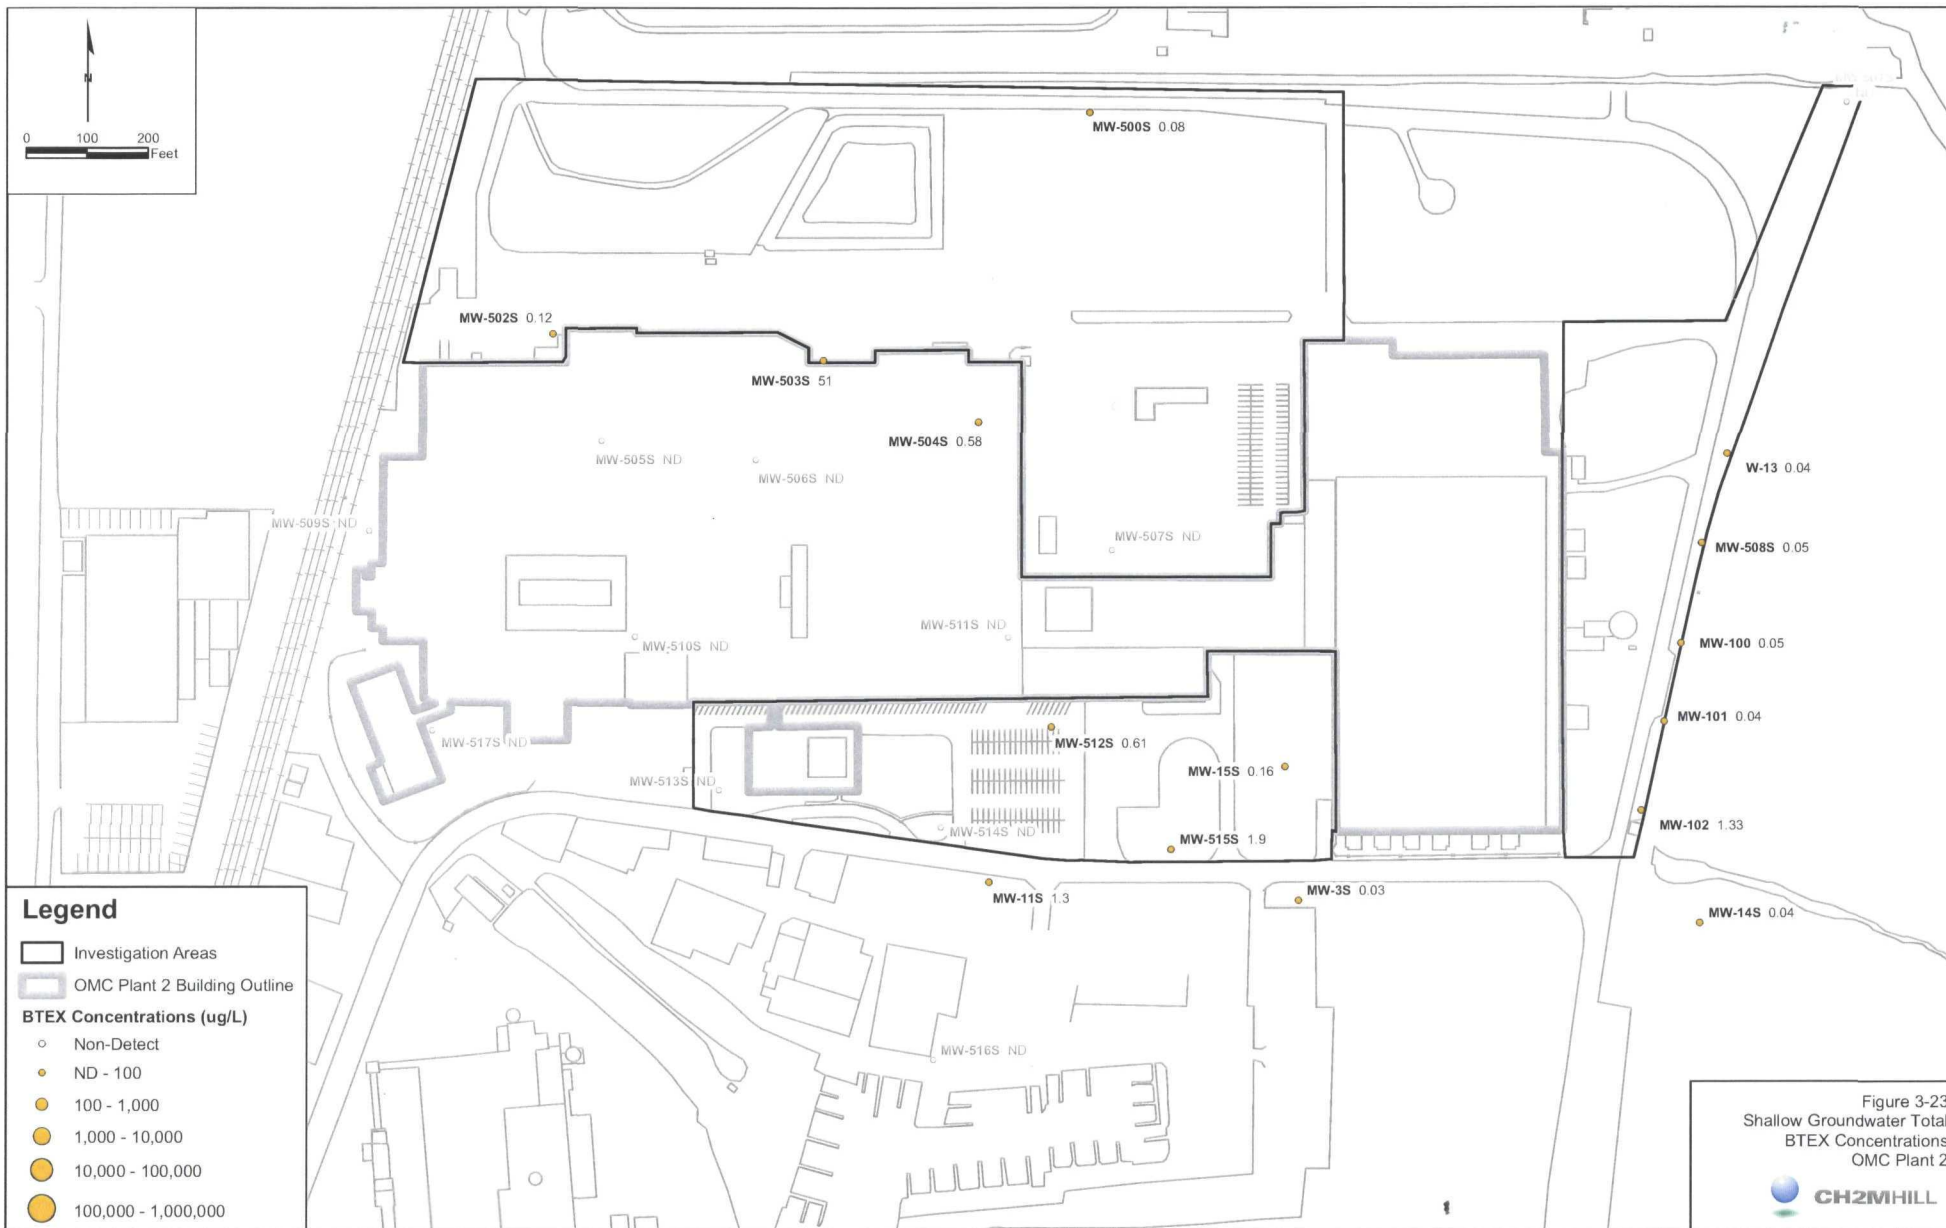 N
0 100 200
Feet
MW-500S 0.08
MW-502S 0.12
MW-503S 51
MW-504S 0.58
MW-505S ND
MW-506S ND
W-13 0.04
MW-509S ND
MW-507S ND
MW-508S 0.05
MW-511S ND
MW-510S ND
MW-100 0.05
MW-101 0.04
MW-517S ND
MW-512S 0.61
MW-15S 0.16
MW-513S ND
MW-514S ND
MW-515S 1.9
MW-102 1.33
MW-11S 1.3
MW-3S 0.03
MW-14S 0.04
MW-516S ND
Legend
Investigation Areas
OMC Plant 2 Building Outline
BTEX Concentrations (ug/L)
Non-Detect
ND - 100
100 - 1,000
1,000 - 10,000
10,000 - 100,000
100,000 - 1,000,000
Figure 3-23
Shallow Groundwater Total
BTEX Concentrations
OMC Plant 2
CH2MHILL